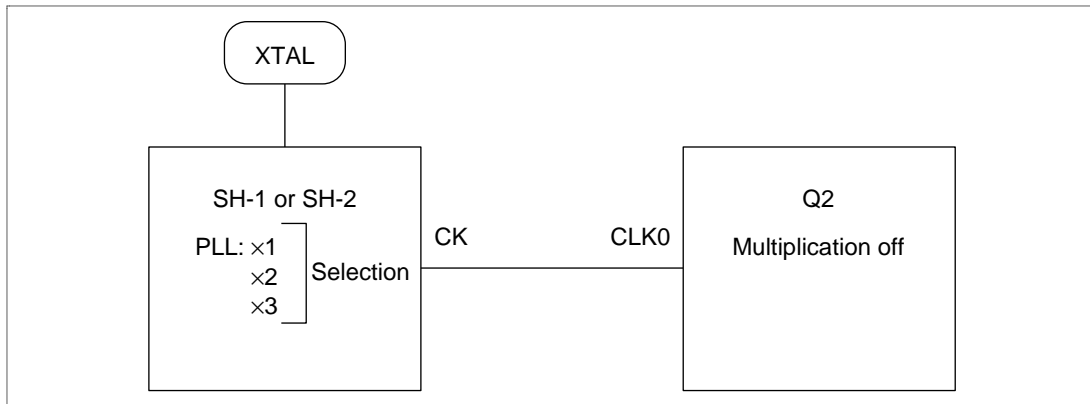 XTAL
SH-1 or SH-2
PLL: ×1
×2
×3
Selection
CK
CLK0
Q2
Multiplication off